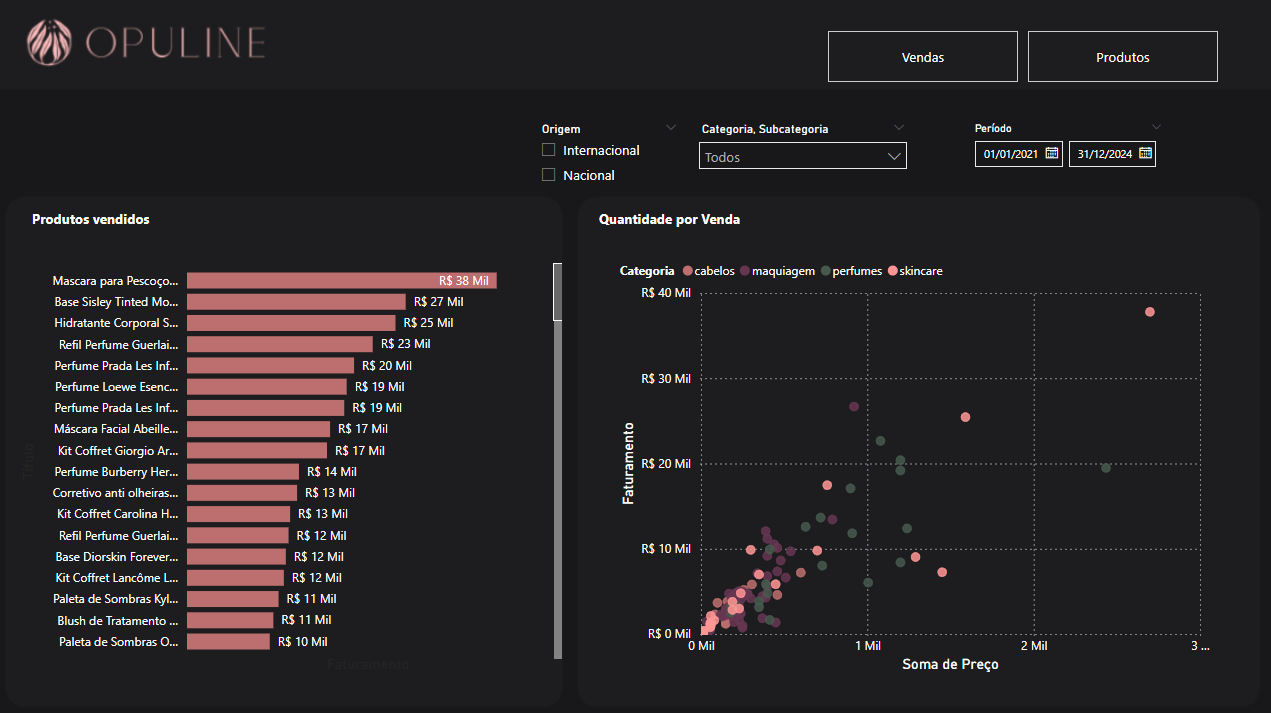 OPULINE
Vendas
Produtos
Origem
Internacional
Nacional
Categoria, Subcategoria
Todos
Período
01/01/2021
31/12/2024
Produtos vendidos
Mascara para Pescoço... R$ 38 Mil
Base Sisley Tinted Mo... R$ 27 Mil
Hidratante Corporal S... R$ 25 Mil
Refil Perfume Guerlai... R$ 23 Mil
Perfume Prada Les Inf... R$ 20 Mil
Perfume Loewe Esenc... R$ 19 Mil
Perfume Prada Les Inf... R$ 19 Mil
Máscara Facial Abeille... R$ 17 Mil
Kit Coffret Giorgio Ar... R$ 17 Mil
Perfume Burberry Her... R$ 14 Mil
Corretivo anti olheiras... R$ 13 Mil
Kit Coffret Carolina H... R$ 13 Mil
Refil Perfume Guerlai... R$ 12 Mil
Base Diorskin Forever... R$ 12 Mil
Kit Coffret Lancôme L... R$ 12 Mil
Paleta de Sombras Kyl... R$ 11 Mil
Blush de Tratamento ... R$ 11 Mil
Paleta de Sombras O... R$ 10 Mil
Título
Faturamento
Quantidade por Venda
Categoria cabelos maquiagem perfumes skincare
R$ 40 Mil
R$ 30 Mil
R$ 20 Mil
R$ 10 Mil
R$ 0 Mil
Faturamento
0 Mil 1 Mil 2 Mil 3 ...
Soma de Preço